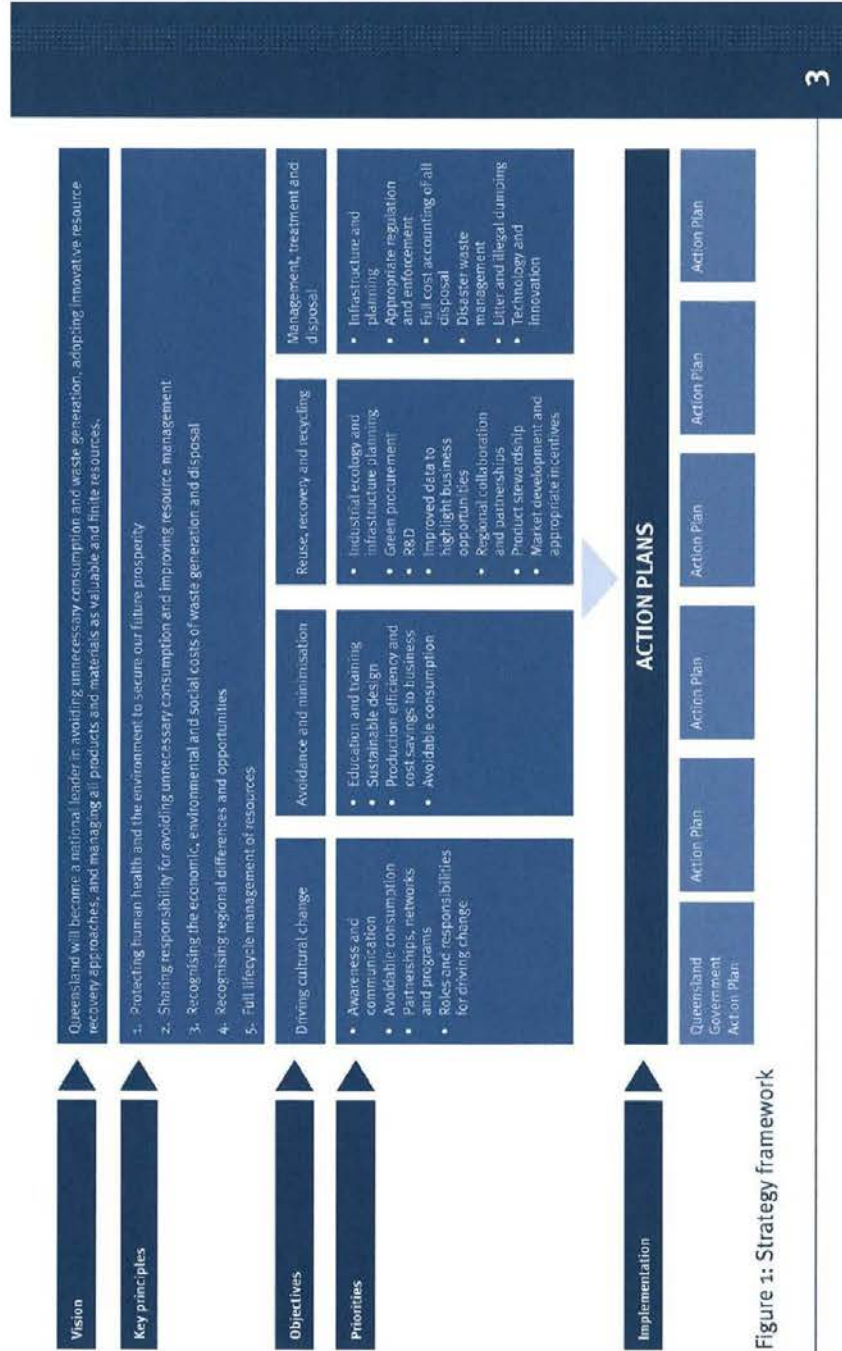 Vision
Queensland will become a national leader in avoiding unnecessary consumption and waste generation, adopting innovative resource
recovery approaches, and managing all products and materials as valuable and finite resources.
Key principles
1. Protecting human health and the environment to secure our future prosperity
2. Sharing responsibility for avoiding unnecessary consumption and improving resource management
3. Recognising the economic, environmental and social costs of waste generation and disposal
4. Recognising regional differences and opportunities
5. Full lifecycle management of resources
Objectives
Driving cultural change
Avoidance and minimisation
Reuse, recovery and recycling
Management, treatment and
disposal
Priorities
• Awareness and
communication
• Avoidable consumption
• Partnerships, networks
and programs
• Roles and responsibilities
for driving change
• Education and training
• Sustainable design
• Production efficiency and
cost savings to business
• Avoidable consumption
• Industrial ecology and
infrastructure planning
• Green procurement
• R&D
• Improved data to
highlight business
opportunities
• Regional collaboration
and partnerships
• Product stewardship
• Market development and
appropriate incentives
• Infrastructure and
planning
• Appropriate regulation
and enforcement
• Full cost accounting of all
disposal
• Disaster waste
management
• Litter and illegal dumping
• Technology and
innovation
Implementation
ACTION PLANS
Queensland
Government
Action Plan
Action Plan
Action Plan
Action Plan
Action Plan
Action Plan
Figure 1: Strategy framework
3